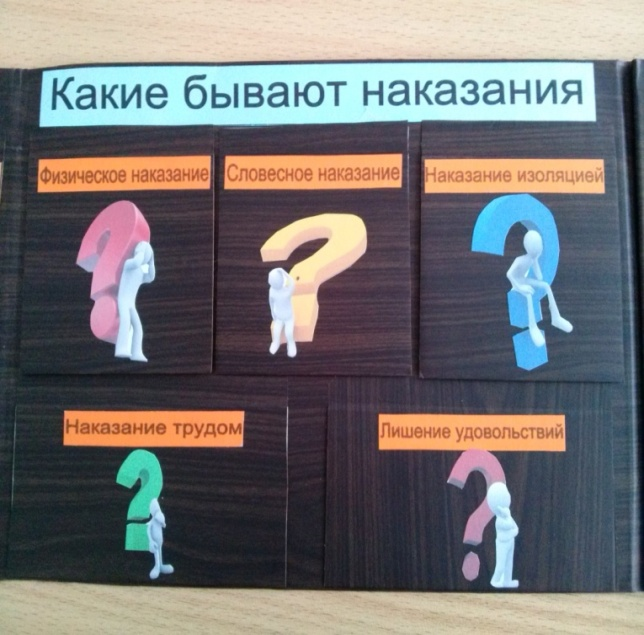 Какие бывают наказания
Физическое наказание
Словесное наказание
Наказание изоляцией
Наказание трудом
Лишение удовольствий